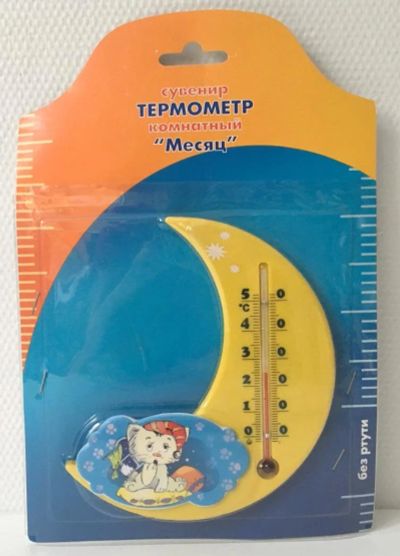 сувенир
ТЕРМОМЕТР
комнатный
"Месяц"
5 0
°C
4 0
3 0
2 0
1 0
0 0
без ртути